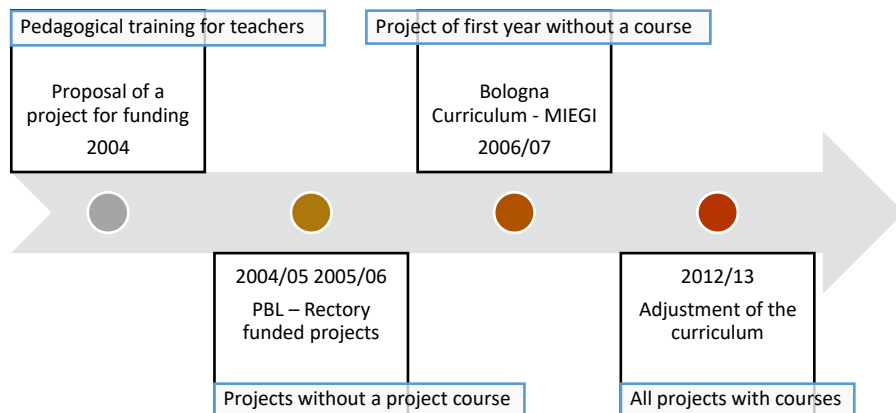 Pedagogical training for teachers
Proposal of a
project for funding
2004
Project of first year without a course
Bologna
Curriculum - MIEGI
2006/07
2004/05 2005/06
PBL – Rectory
funded projects
Projects without a project course
2012/13
Adjustment of the
curriculum
All projects with courses